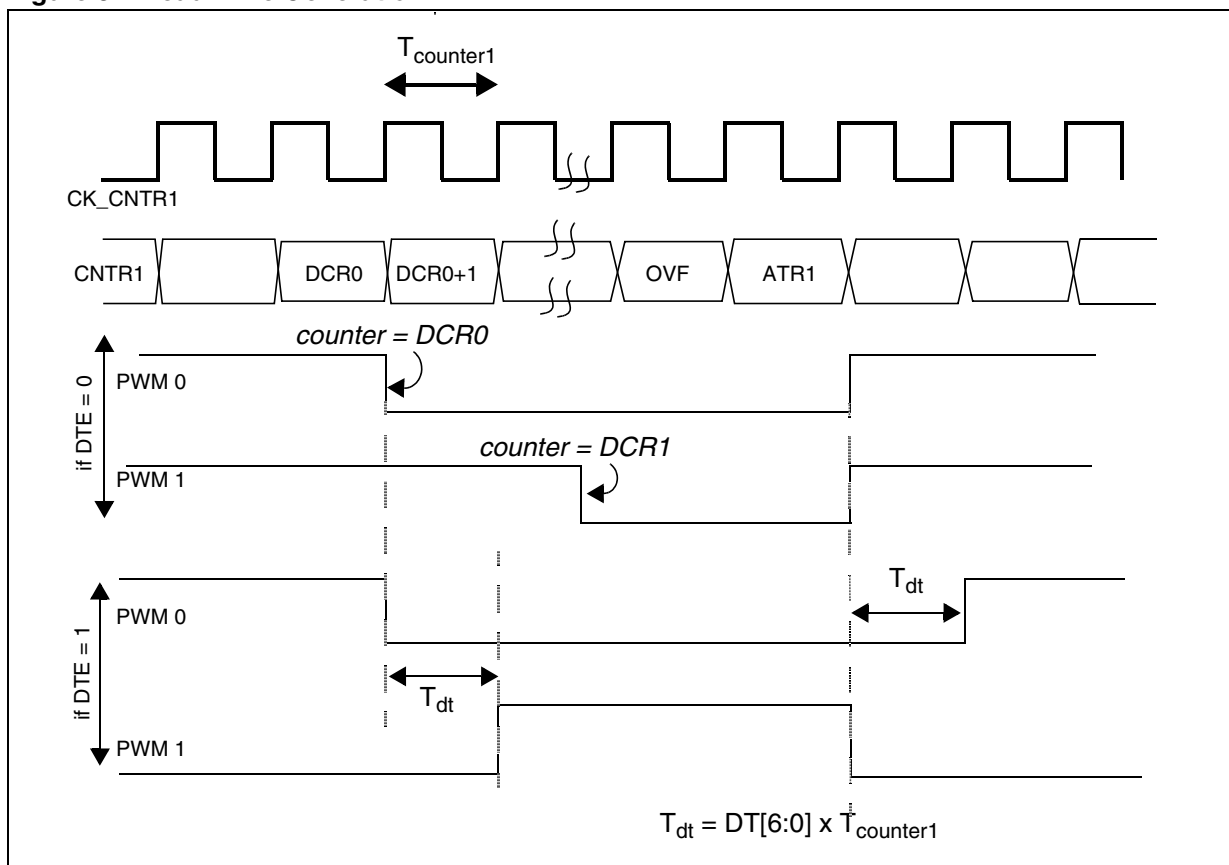 T counter1
CK_CNTR1
CNTR1 DCR0 DCR0+1 OVF ATR1
counter = DCR0
if DTE = 0
PWM 0
counter = DCR1
PWM 1
if DTE = 1
PWM 0
Tdt
Tdt
PWM 1
Tdt = DT[6:0] x Tcounter1